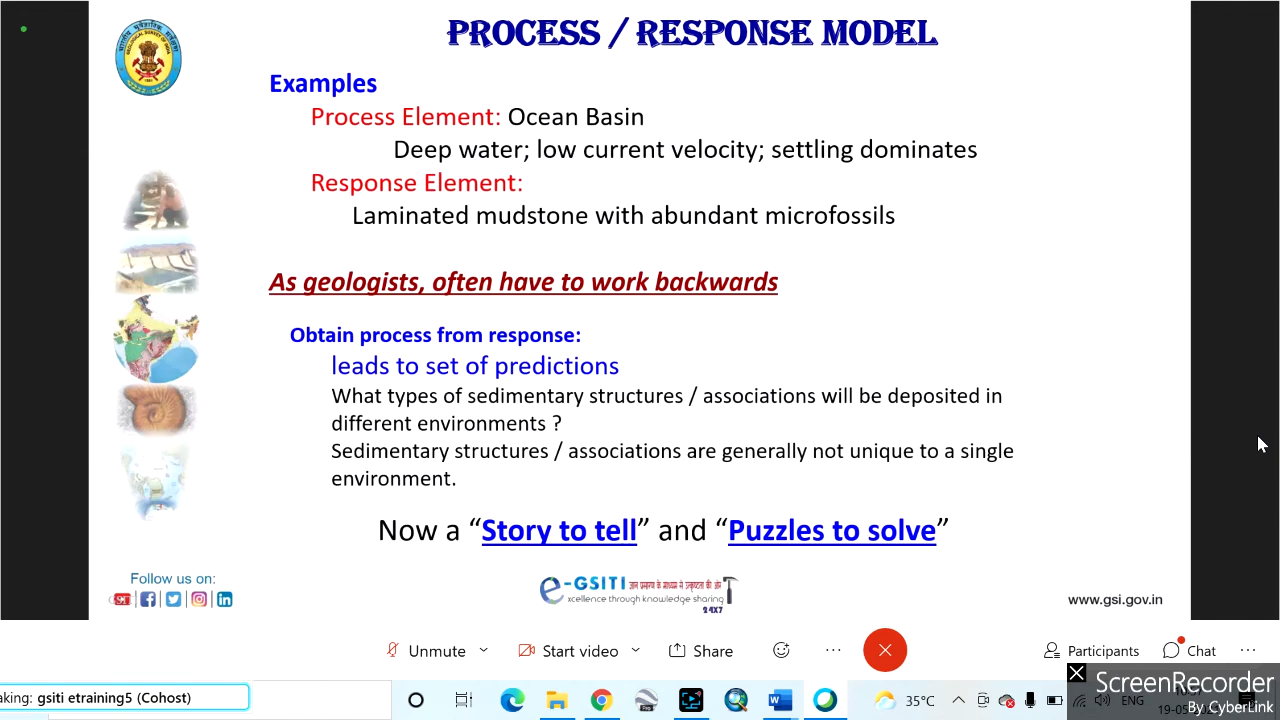 PROCESS / RESPONSE MODEL
Examples
Process Element: Ocean Basin
Deep water; low current velocity; settling dominates
Response Element:
Laminated mudstone with abundant microfossils
As geologists, often have to work backwards
Obtain process from response:
leads to set of predictions
What types of sedimentary structures / associations will be deposited in
different environments ?
Sedimentary structures / associations are generally not unique to a single
environment.
Now a “Story to tell” and “Puzzles to solve”
Follow us on:
e-GSITI
xcellence through knowledge sharing
24X7
www.gsi.gov.in
Unmute
Start video
Share
Participants
Chat
aking: gsiti etraining5 (Cohost)
35°C
ENG
ScreenRecorder
By CyberLink